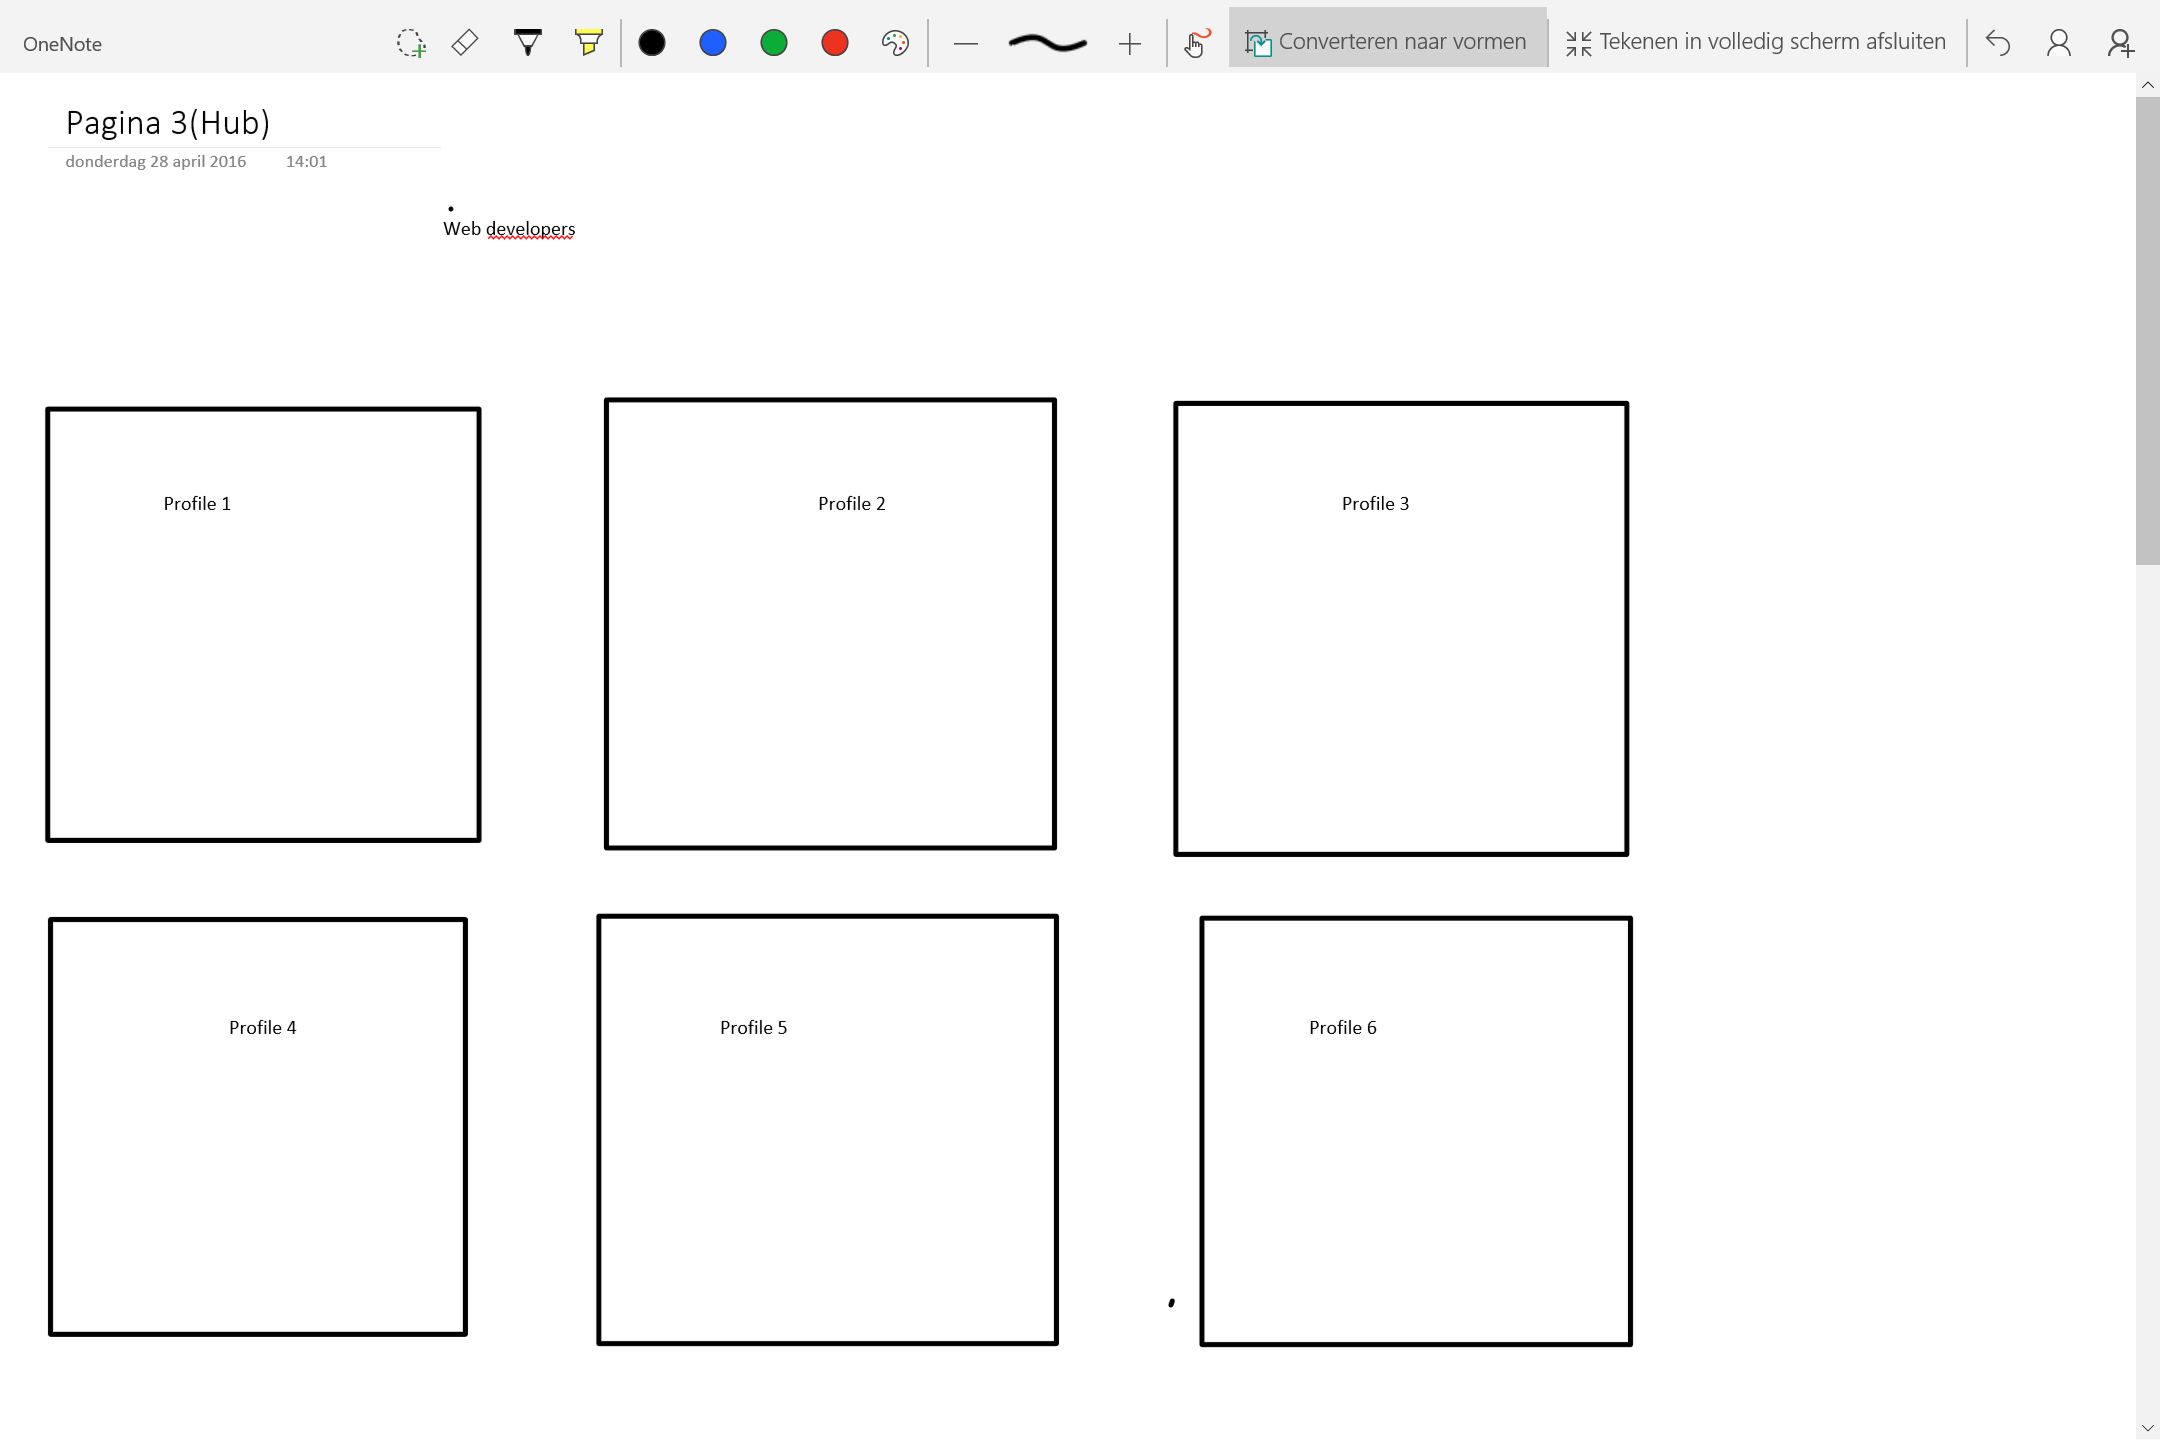 OneNote
Converteren naar vormen
Tekenen in volledig scherm afsluiten
Pagina 3(Hub)
donderdag 28 april 2016 14:01
Web developers
Profile 1
Profile 2
Profile 3
Profile 4
Profile 5
Profile 6